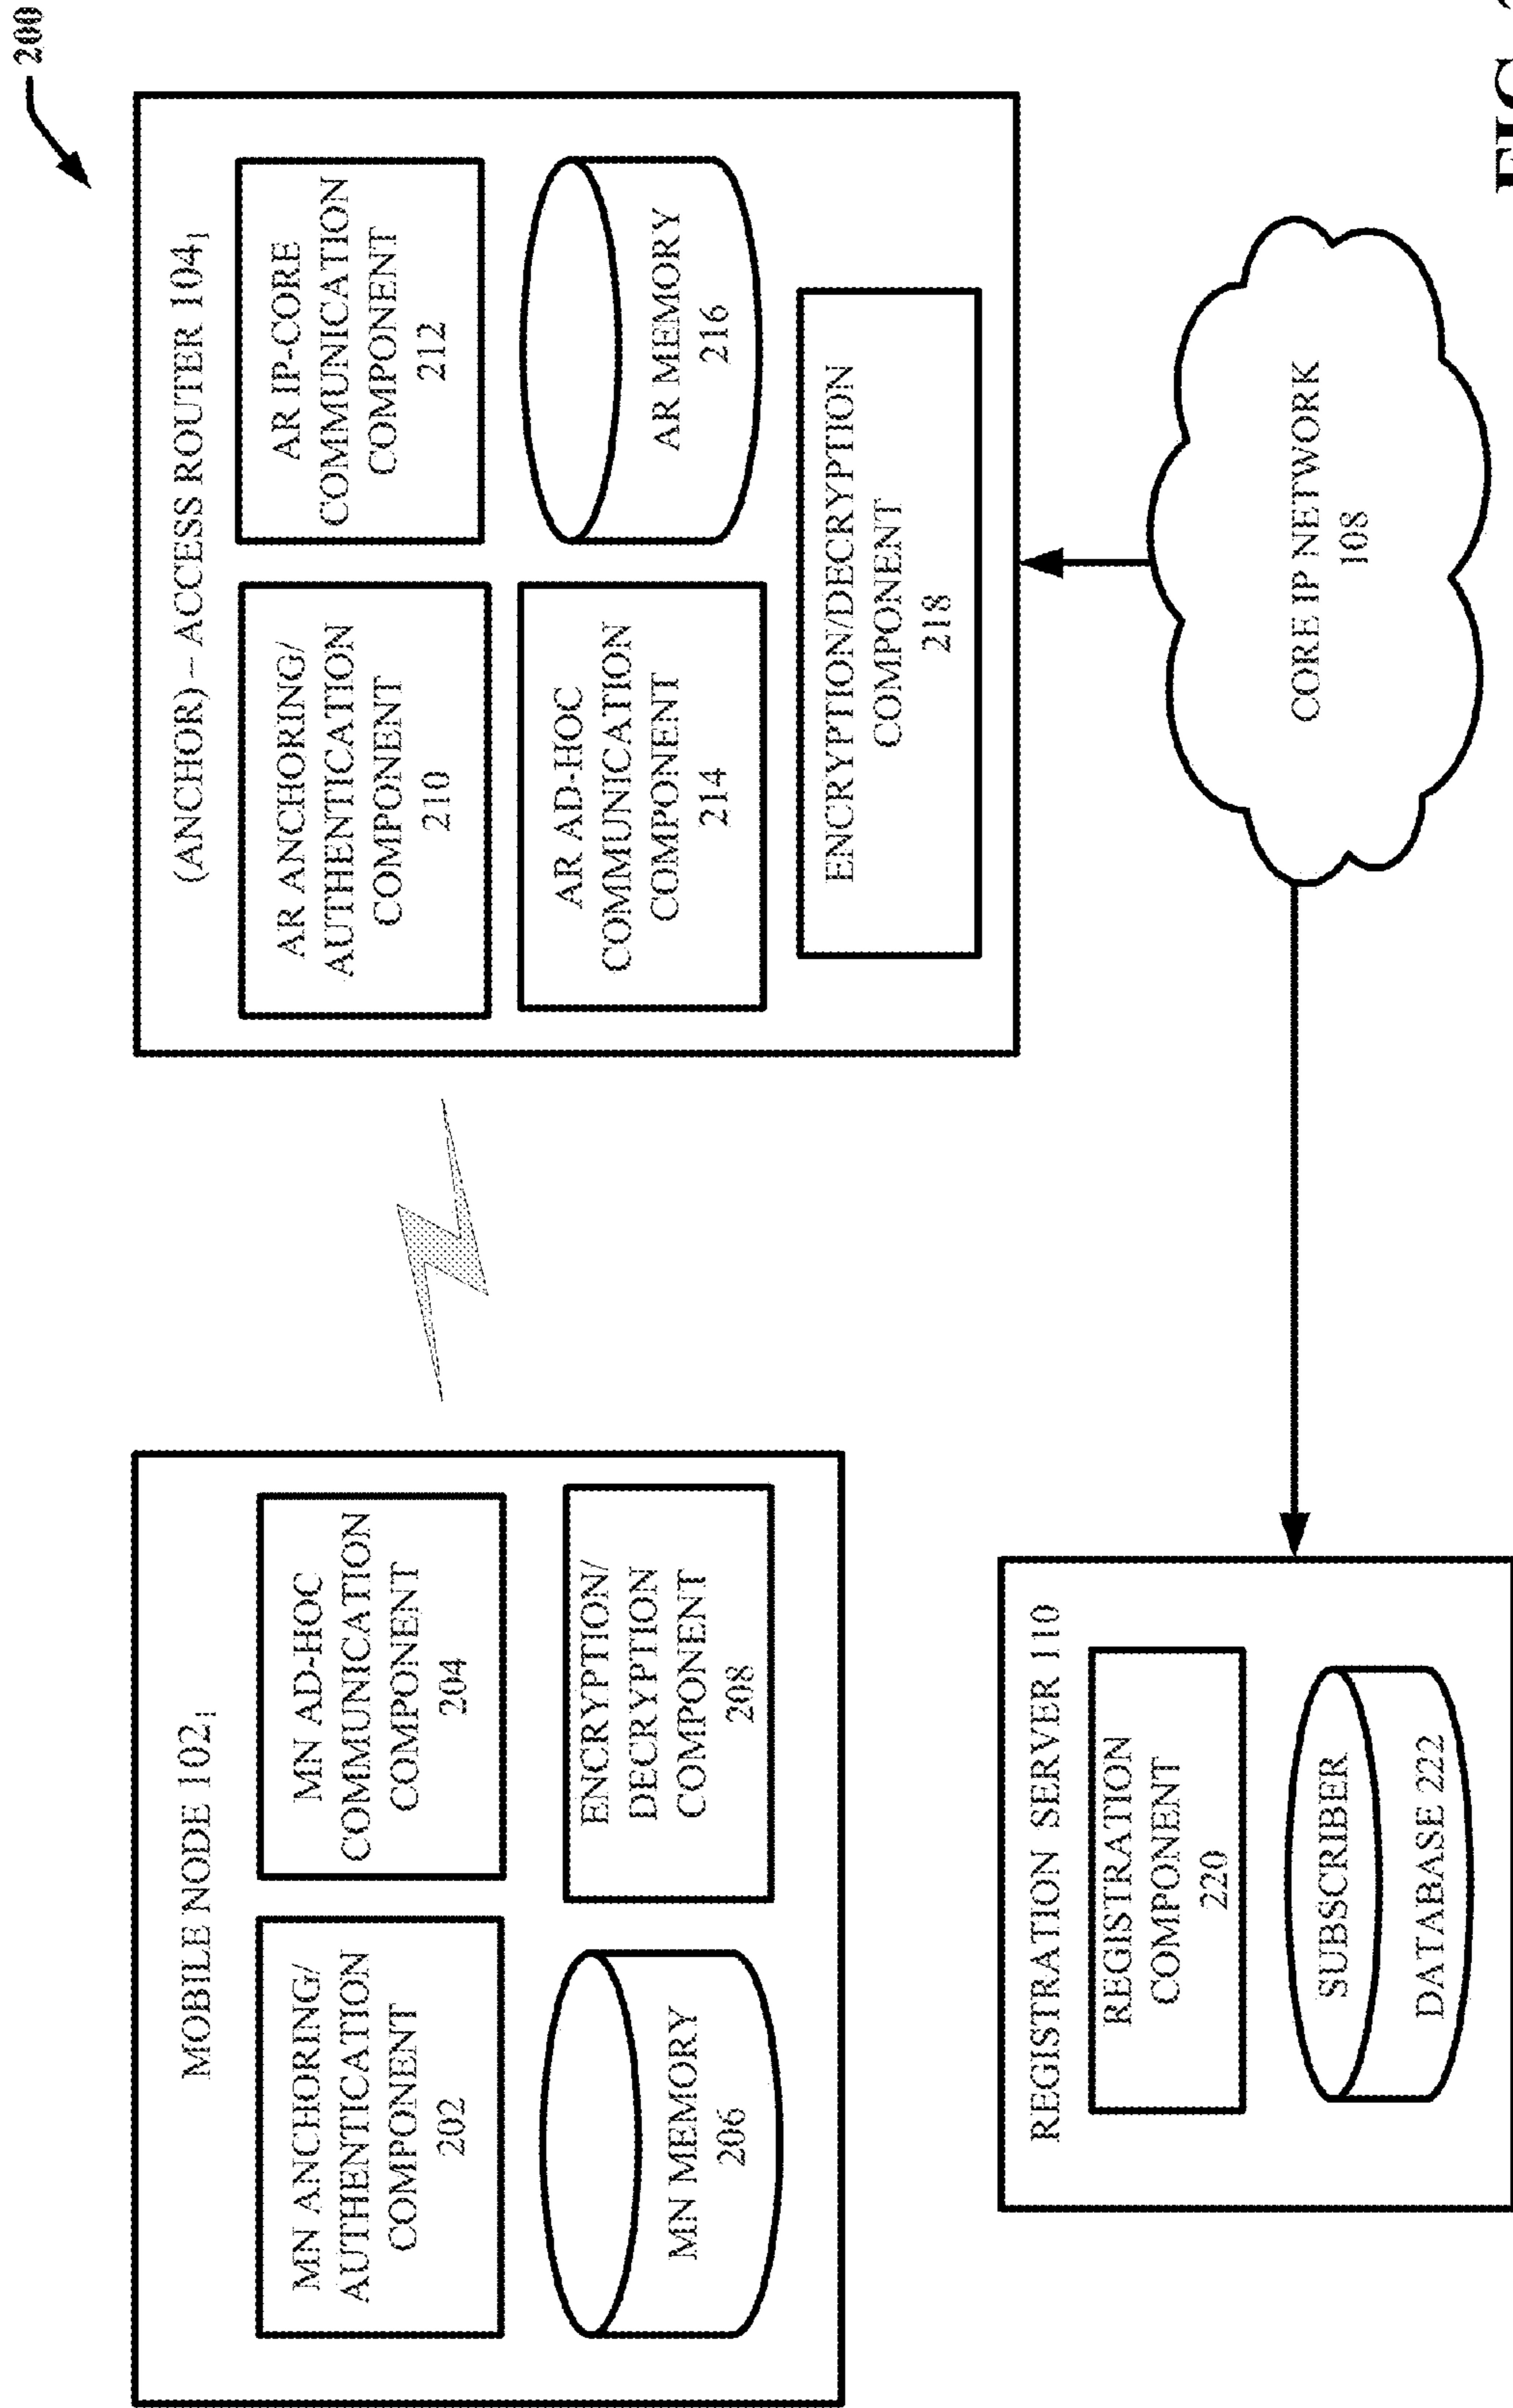 200
MOBILE NODE 102₁
MN ANCHORING/
AUTHENTICATION
COMPONENT
202
MN AD-HOC
COMMUNICATION
COMPONENT
204
MN MEMORY
206
ENCRYPTION/
DECRYPTION
COMPONENT
208
(ANCHOR) – ACCESS ROUTER 104₁
AR ANCHORING/
AUTHENTICATION
COMPONENT
210
AR IP-CORE
COMMUNICATION
COMPONENT
212
AR AD-HOC
COMMUNICATION
COMPONENT
214
AR MEMORY
216
ENCRYPTION/DECRYPTION
COMPONENT
218
REGISTRATION SERVER 110
REGISTRATION
COMPONENT
220
SUBSCRIBER
DATABASE 222
CORE IP NETWORK
108
FIG.